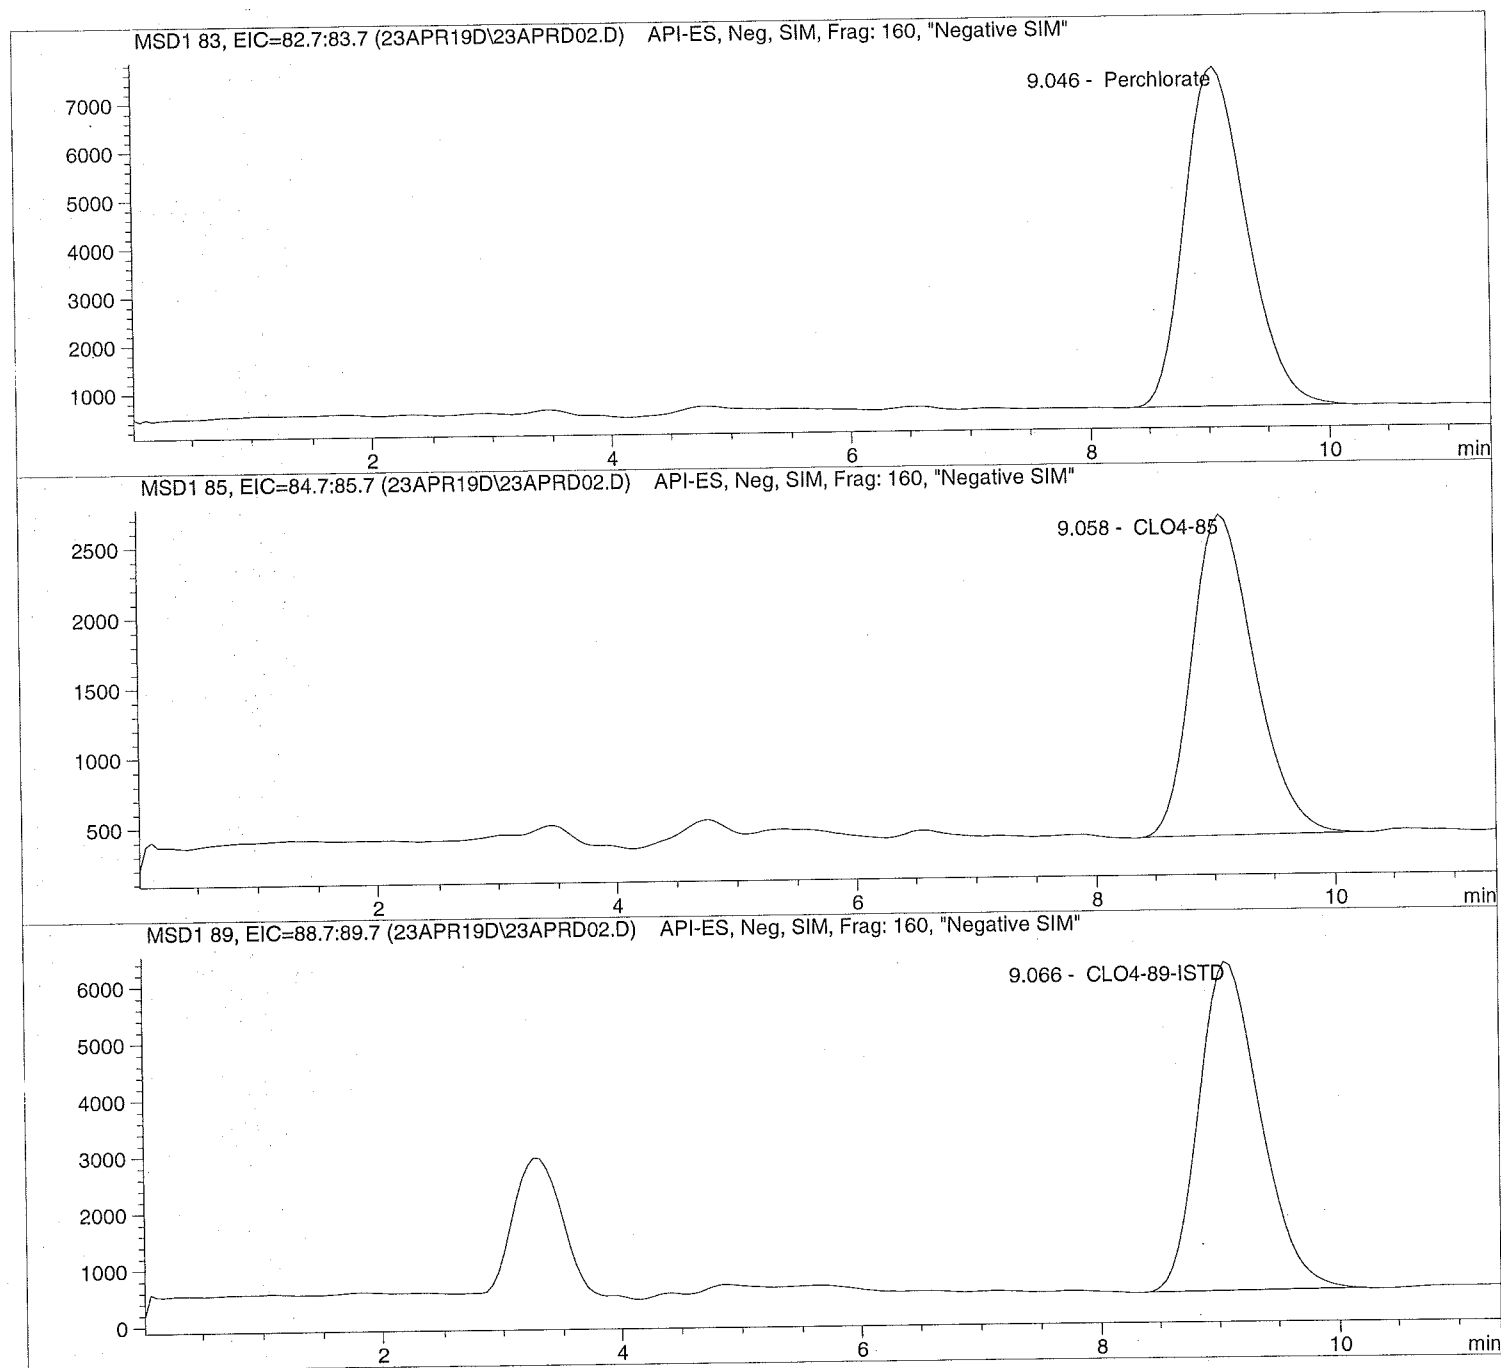 MSD1 83, EIC=82.7:83.7 (23APR19D\23APRD02.D) API-ES, Neg, SIM, Frag: 160, "Negative SIM"
9.046 - Perchlorate
7000
6000
5000
4000
3000
2000
1000
2 4 6 8 10 min
MSD1 85, EIC=84.7:85.7 (23APR19D\23APRD02.D) API-ES, Neg, SIM, Frag: 160, "Negative SIM"
9.058 - CLO4-85
2500
2000
1500
1000
500
2 4 6 8 10 min
MSD1 89, EIC=88.7:89.7 (23APR19D\23APRD02.D) API-ES, Neg, SIM, Frag: 160, "Negative SIM"
9.066 - CLO4-89-ISTD
6000
5000
4000
3000
2000
1000
0
2 4 6 8 10 min